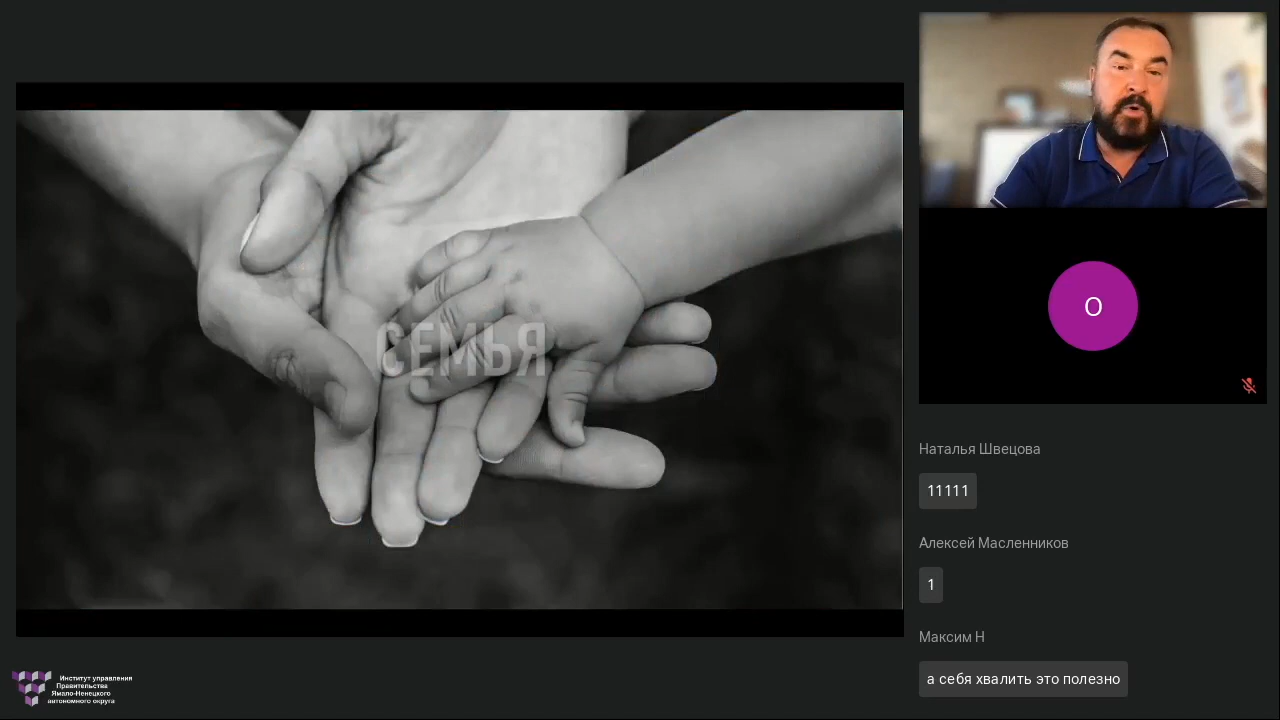 СЕМЬЯ
О
Наталья Швецова
11111
Алексей Масленников
1
Максим Н
а себя хвалить это полезно
Институт управления
Правительства
Ямало-Ненецкого
автономного округа